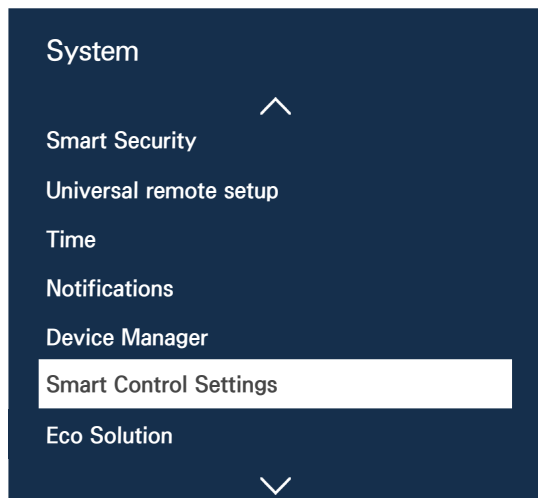 System
Smart Security
Universal remote setup
Time
Notifications
Device Manager
Smart Control Settings
Eco Solution